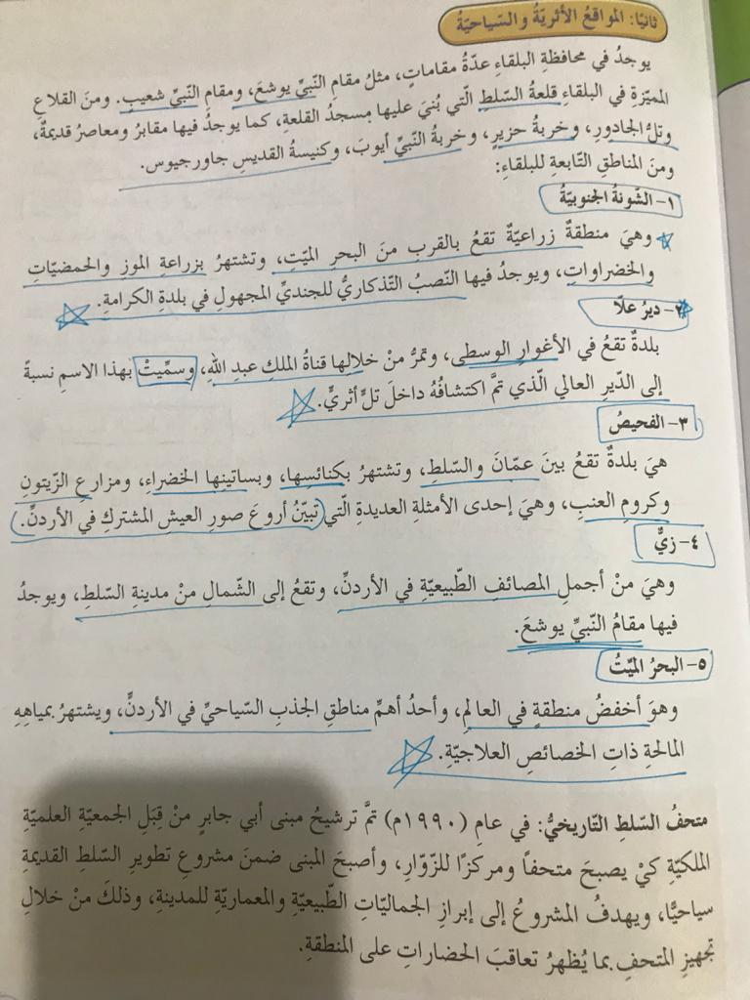 ثانيًا: المواقعُ الأثريّةُ والسّياحيّةُ
يوجدُ في محافظةِ البلقاءِ عدّةُ مقاماتٍ، مثلُ مقامِ النّبيِّ يوشعَ، ومقامِ النّبيِّ شعيبٍ. ومنَ القلاعِ
المميّزة في البلقاءِ قلعةُ السّلطِ الّتي بُنيَ عليها مسجدُ القلعةِ، كما يوجدُ فيها مقابرُ ومعاصرُ قديمةٌ،
وتلُّ الجادورِ، وخربةُ حزيرٍ، وخربةُ النّبيِّ أيوبَ، وكنيسةُ القديسِ جاورجيوس.
ومنَ المناطقِ التّابعةِ للبلقاءِ:
١- الشّونةُ الجنوبيّةُ
وهيَ منطقةٌ زراعيّةٌ تقعُ بالقربِ منَ البحرِ الميّتِ، وتشتهرُ بزراعةِ الموزِ والحمضيّاتِ
والخضراواتِ، ويوجدُ فيها النّصبُ التّذكاريُّ للجنديِّ المجهولِ في بلدةِ الكرامةِ.
٢- ديرُ علّا
بلدةٌ تقعُ في الأغوارِ الوسطى، وتمرُّ منْ خلالِها قناةُ الملكِ عبدِ اللهِ، وسمِّيتْ بهذا الاسمِ نسبةً
إلى الدّيرِ العالي الّذي تمَّ اكتشافُهُ داخلَ تلٍّ أثريٍّ.
٣- الفحيصُ
هيَ بلدةٌ تقعُ بينَ عمّانَ والسّلطِ، وتشتهرُ بكنائسِها، وبساتينِها الخضراءِ، ومزارعِ الزّيتونِ
وكرومِ العنبِ، وهيَ إحدى الأمثلةِ العديدةِ الّتي تبيّنُ أروعَ صورِ العيشِ المشتركِ في الأردنِّ.
٤- زيٌّ
وهيَ منْ أجملِ المصائفِ الطّبيعيّةِ في الأردنِّ، وتقعُ إلى الشّمالِ منْ مدينةِ السّلطِ، ويوجدُ
فيها مقامُ النّبيِّ يوشعَ.
٥- البحرُ الميّتُ
وهوَ أخفضُ منطقةٍ في العالمِ، وأحدُ أهمِّ مناطقِ الجذبِ السّياحيِّ في الأردنِّ، ويشتهرُ بمياهِهِ
المالحةِ ذاتِ الخصائصِ العلاجيّةِ.
متحفُ السّلطِ التّاريخيُّ: في عامِ (١٩٩٠م) تمَّ ترشيحُ مبنى أبي جابرٍ منْ قِبَلِ الجمعيّةِ العلميّةِ
الملكيّةِ كيْ يصبحَ متحفاً ومركزًا للزّوّارِ، وأصبحَ المبنى ضمنَ مشروعِ تطويرِ السّلطِ القديمةِ
سياحيًّا، ويهدفُ المشروعُ إلى إبرازِ الجماليّاتِ الطّبيعيّةِ والمعماريّةِ للمدينةِ، وذلكَ منْ خلالِ
تجهيزِ المتحفِ بما يُظهرُ تعاقبَ الحضاراتِ على المنطقةِ.